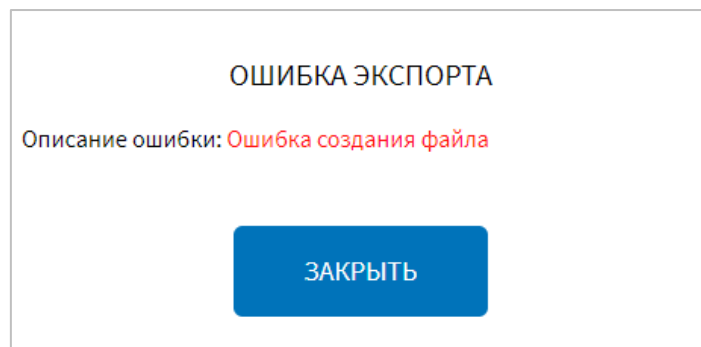 ОШИБКА ЭКСПОРТА
Описание ошибки: Ошибка создания файла
ЗАКРЫТЬ